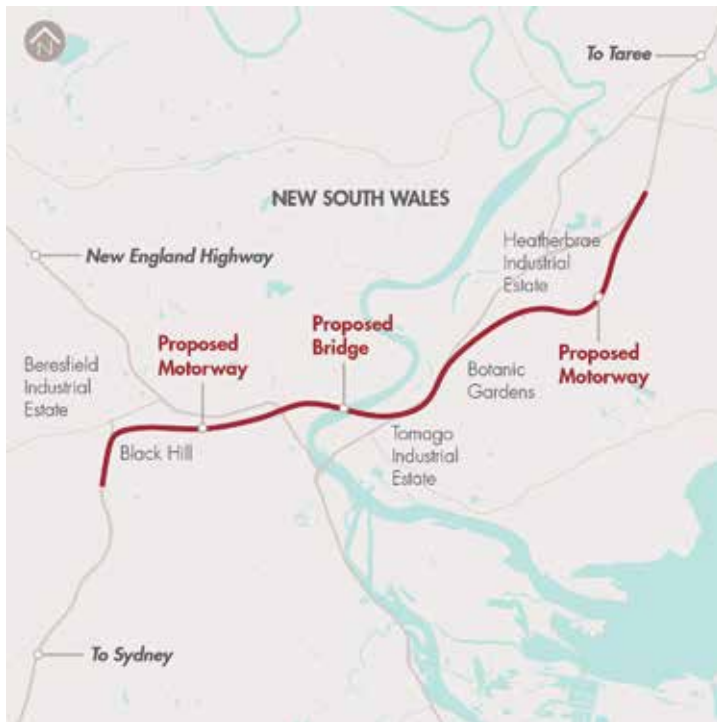 N
To Taree
NEW SOUTH WALES
New England Highway
Heatherbrae
Industrial
Estate
Proposed
Motorway
Proposed
Bridge
Proposed
Motorway
Beresfield
Industrial
Estate
Botanic
Gardens
Black Hill
Tomago
Industrial
Estate
To Sydney